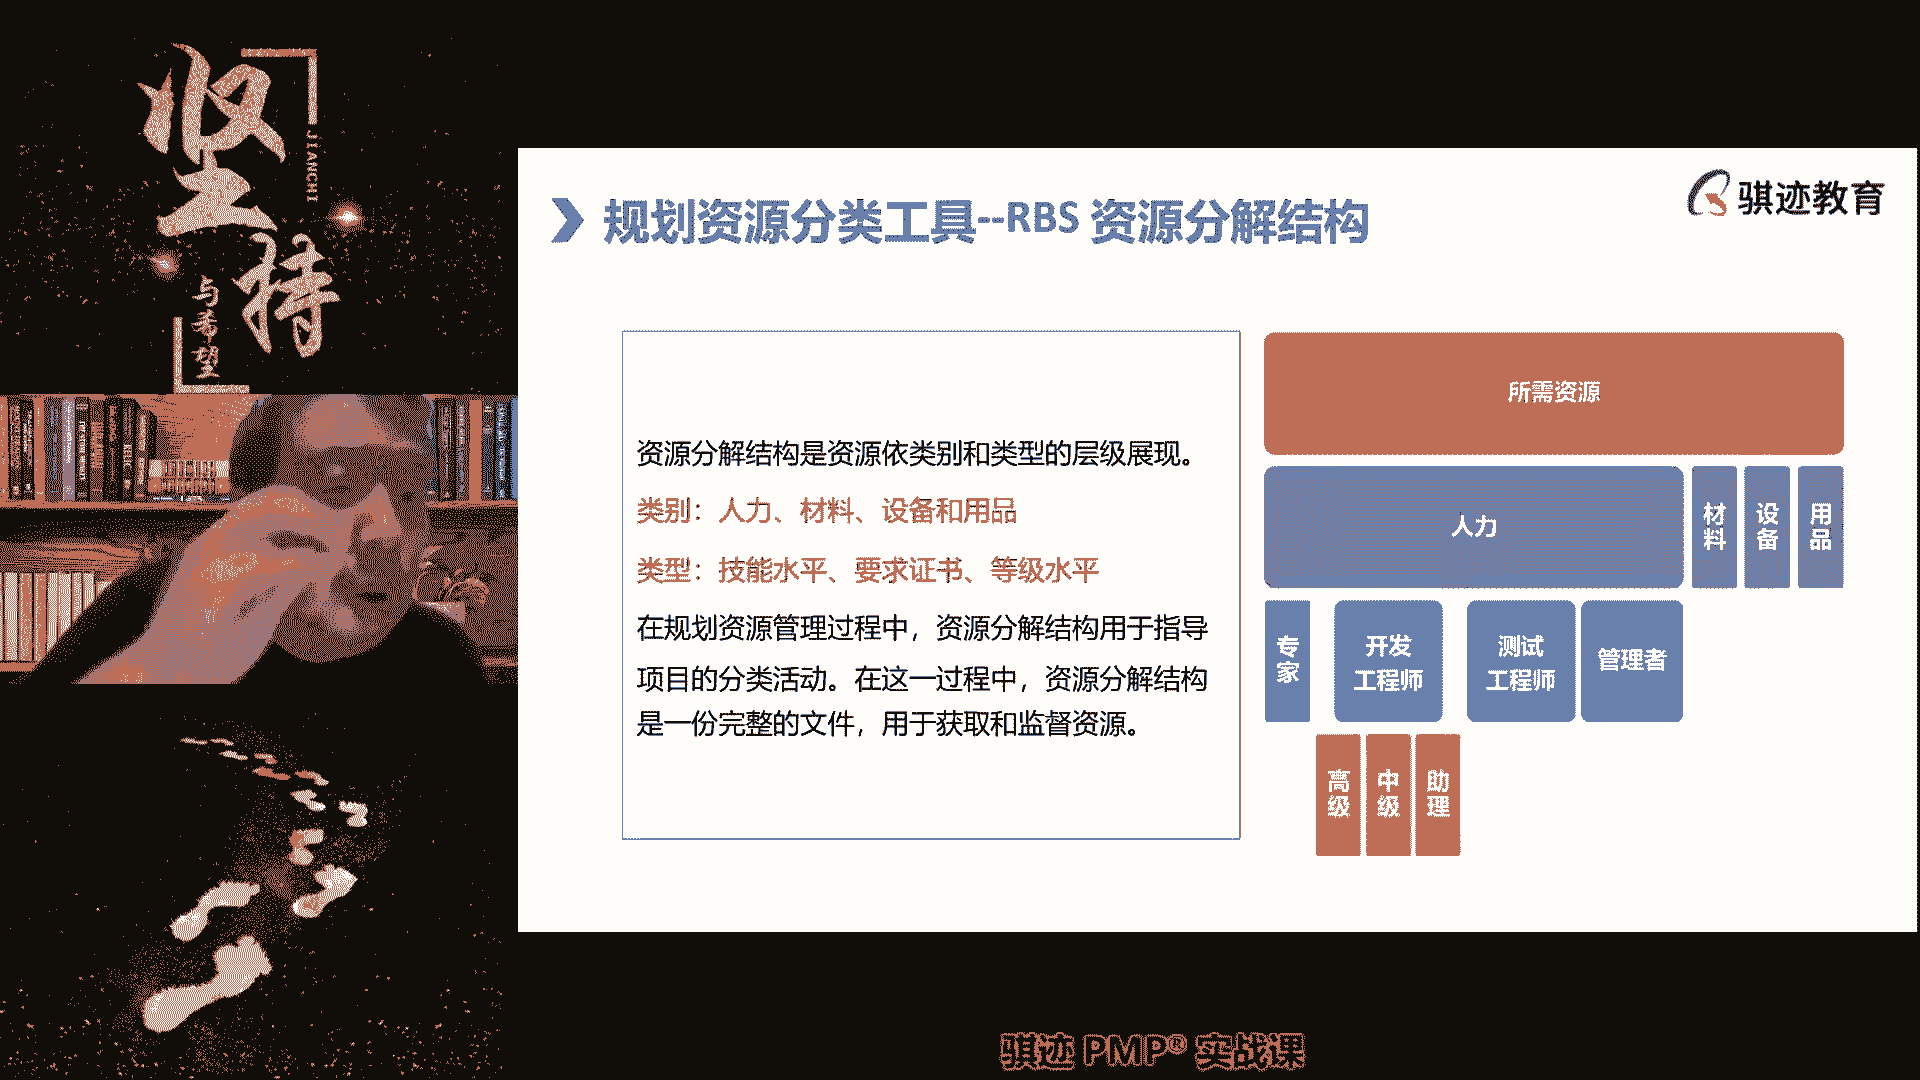 坚持
JIANCHI
与希望
规划资源分类工具--RBS 资源分解结构
骐迹教育
资源分解结构是资源依类别和类型的层级展现。
类别：人力、材料、设备和用品
类型：技能水平、要求证书、等级水平
在规划资源管理过程中，资源分解结构用于指导
项目的分类活动。在这一过程中，资源分解结构
是一份完整的文件，用于获取和监督资源。
所需资源
人力
材料
设备
用品
专家
开发
工程师
测试
工程师
管理者
高级
中级
助理
骐迹 PMP® 实战课